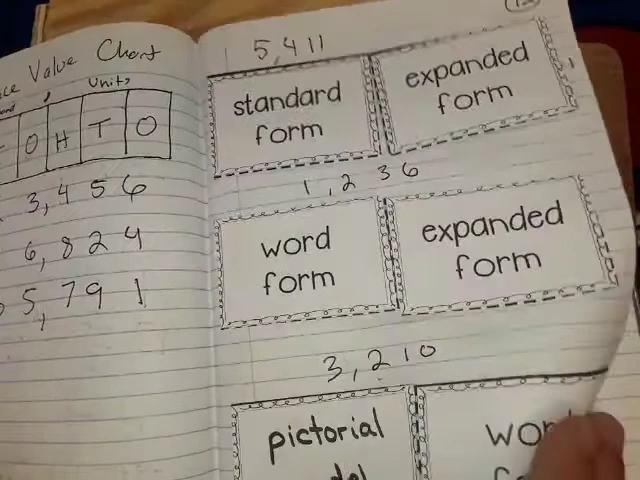 Value Chart
Units
O H T O
3,456
6,824
5,791
5,411
standard form
expanded form
1,236
word form
expanded form
3,210
pictorial